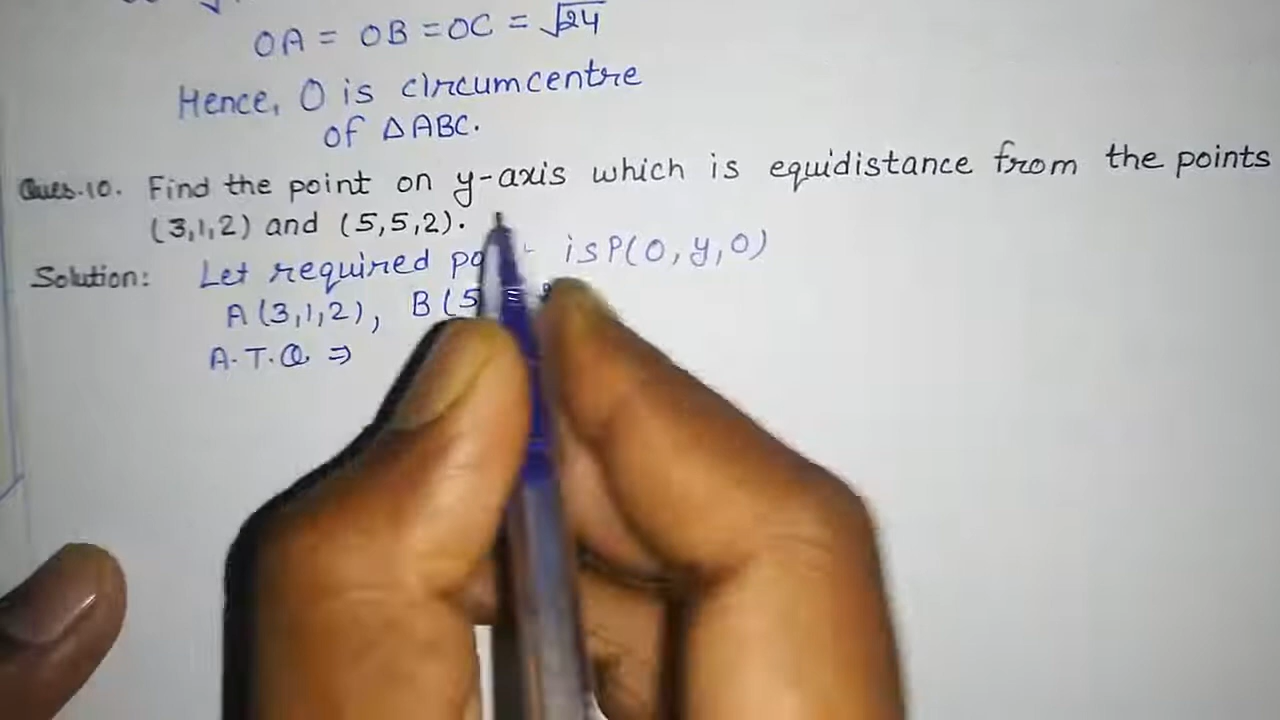 OA = OB = OC = √24
Hence, O is circumcentre
of △ABC.
Ques.10. Find the point on y-axis which is equidistance from the points
(3,1,2) and (5,5,2).
Solution: Let required is P(0, y, 0)
A(3,1,2), B(5
A.T.Q ⇒